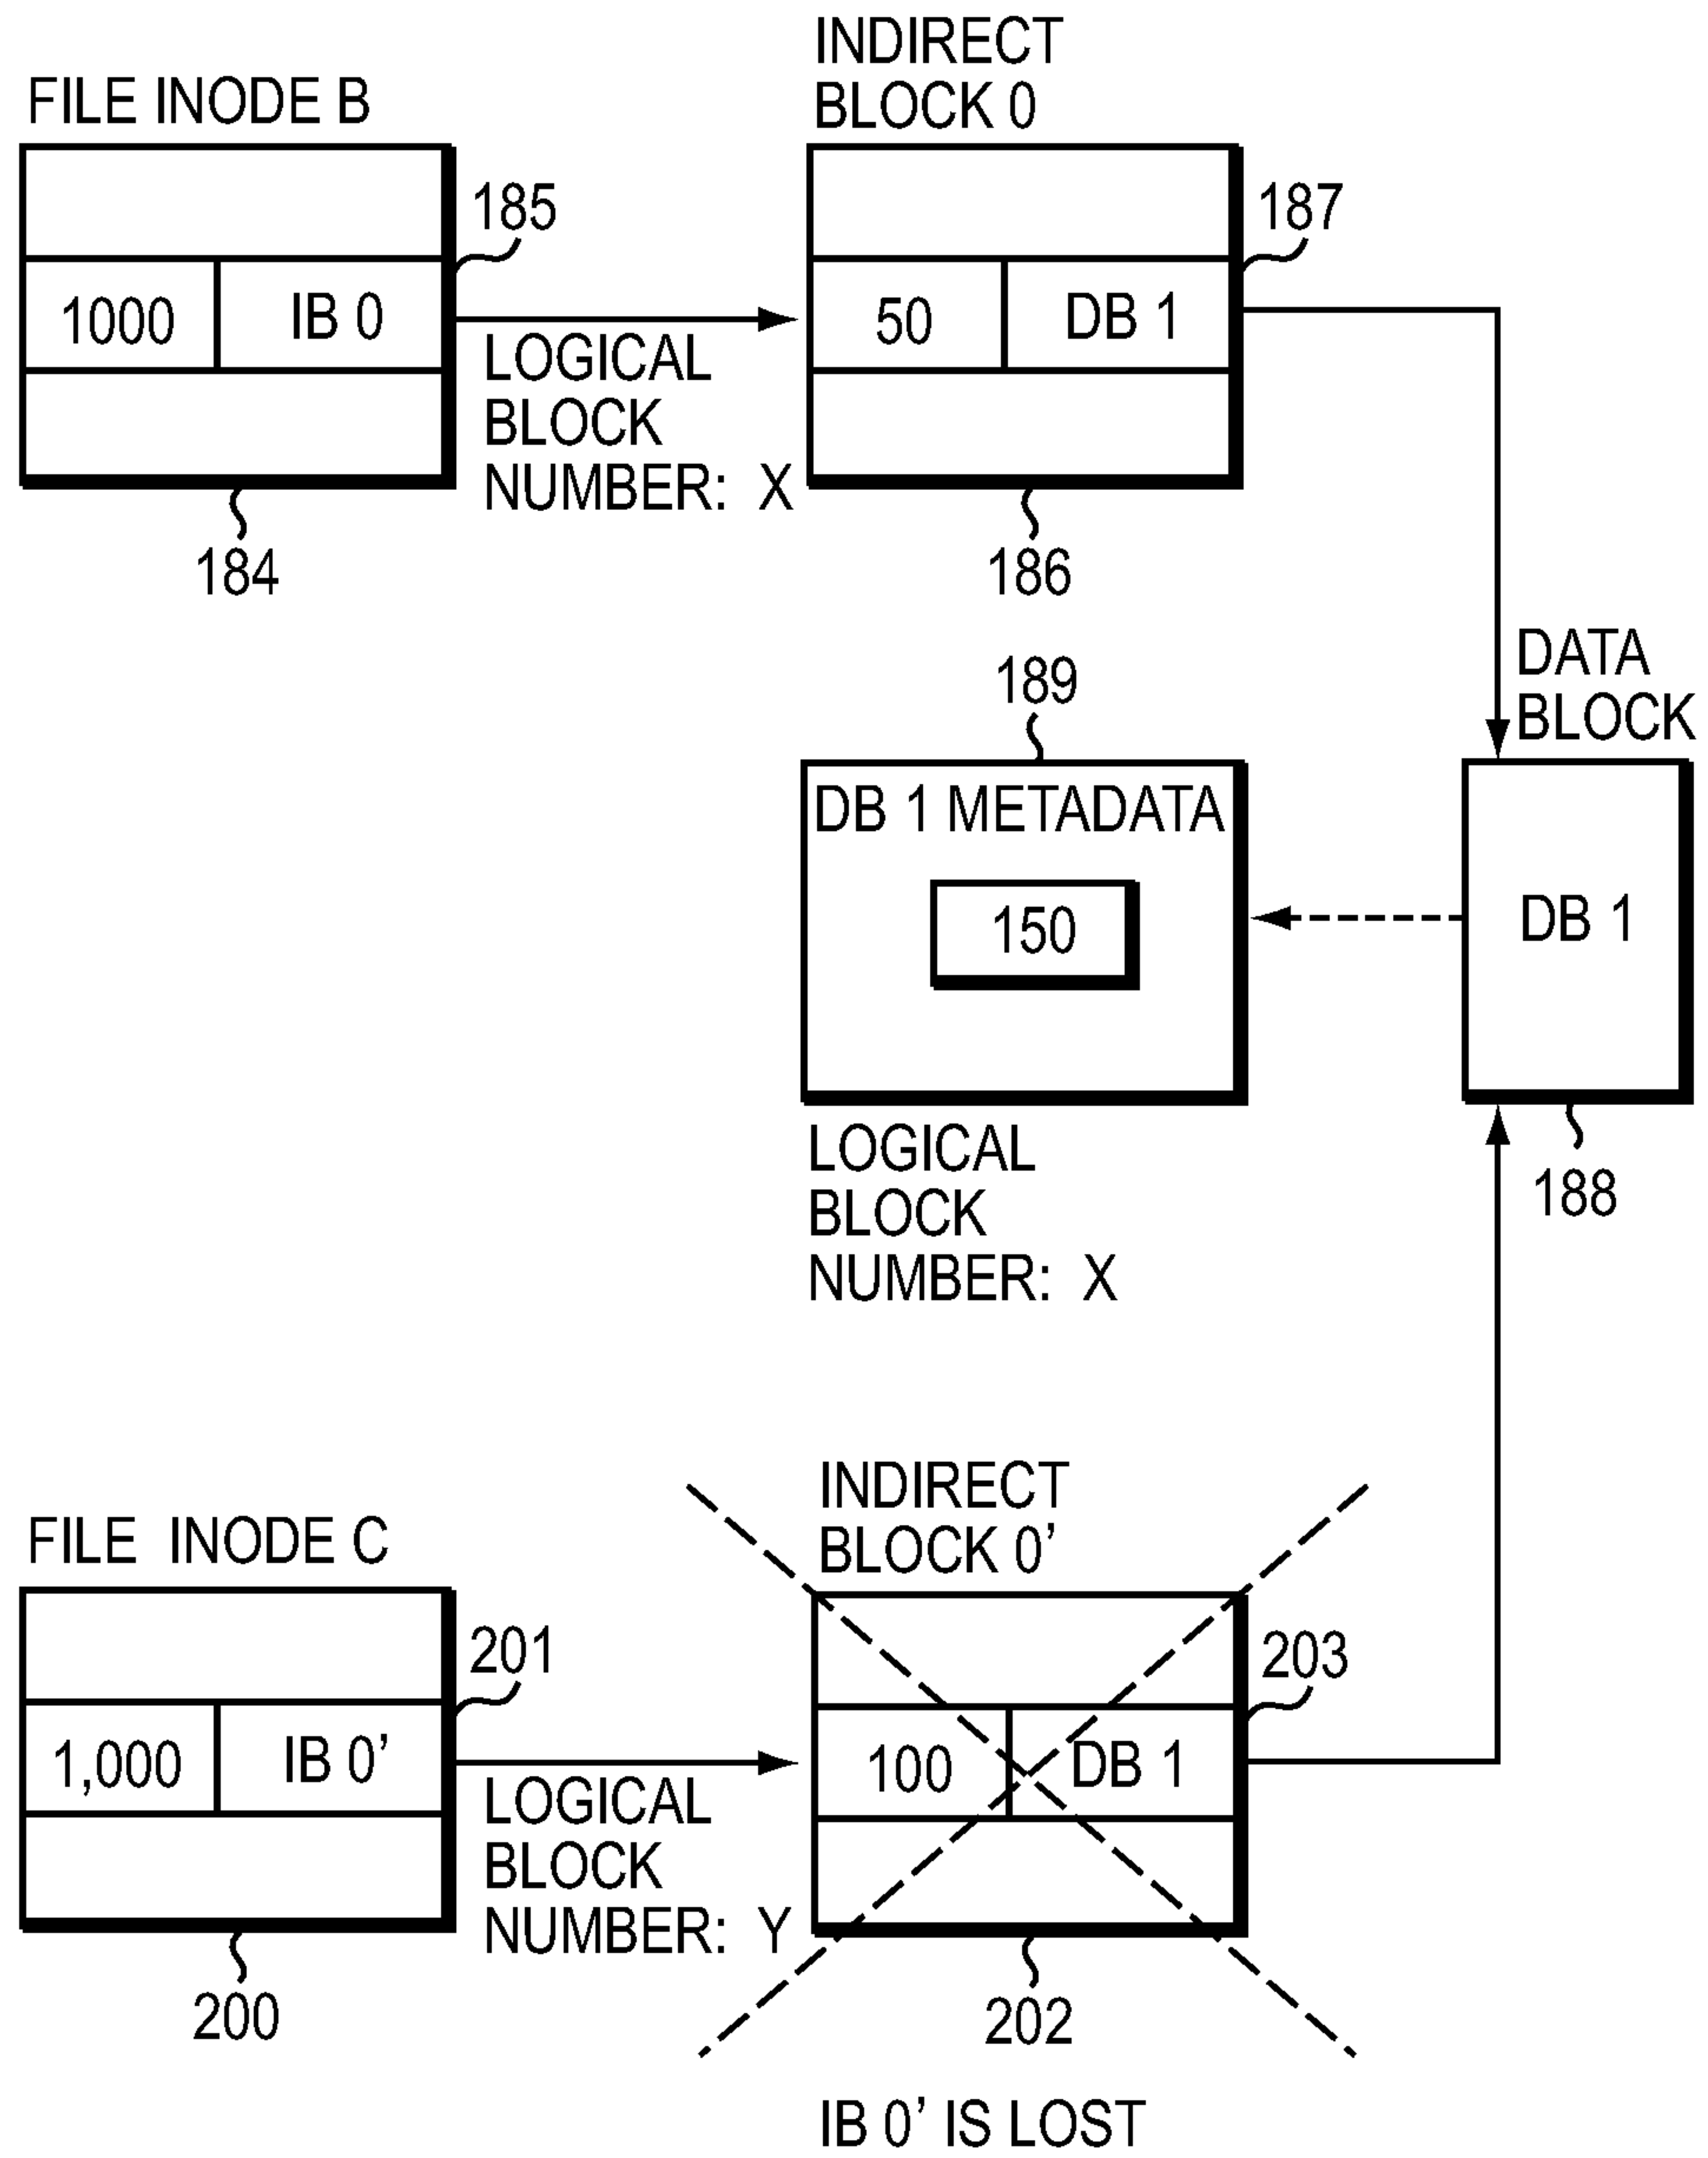 FILE INODE B
185
1000
IB 0
184
LOGICAL
BLOCK
NUMBER: X
INDIRECT
BLOCK 0
187
50
DB 1
186
189
DB 1 METADATA
150
LOGICAL
BLOCK
NUMBER: X
DATA
BLOCK
DB 1
188
FILE INODE C
201
1,000
IB 0'
200
LOGICAL
BLOCK
NUMBER: Y
INDIRECT
BLOCK 0'
203
100
DB 1
202
IB 0' IS LOST